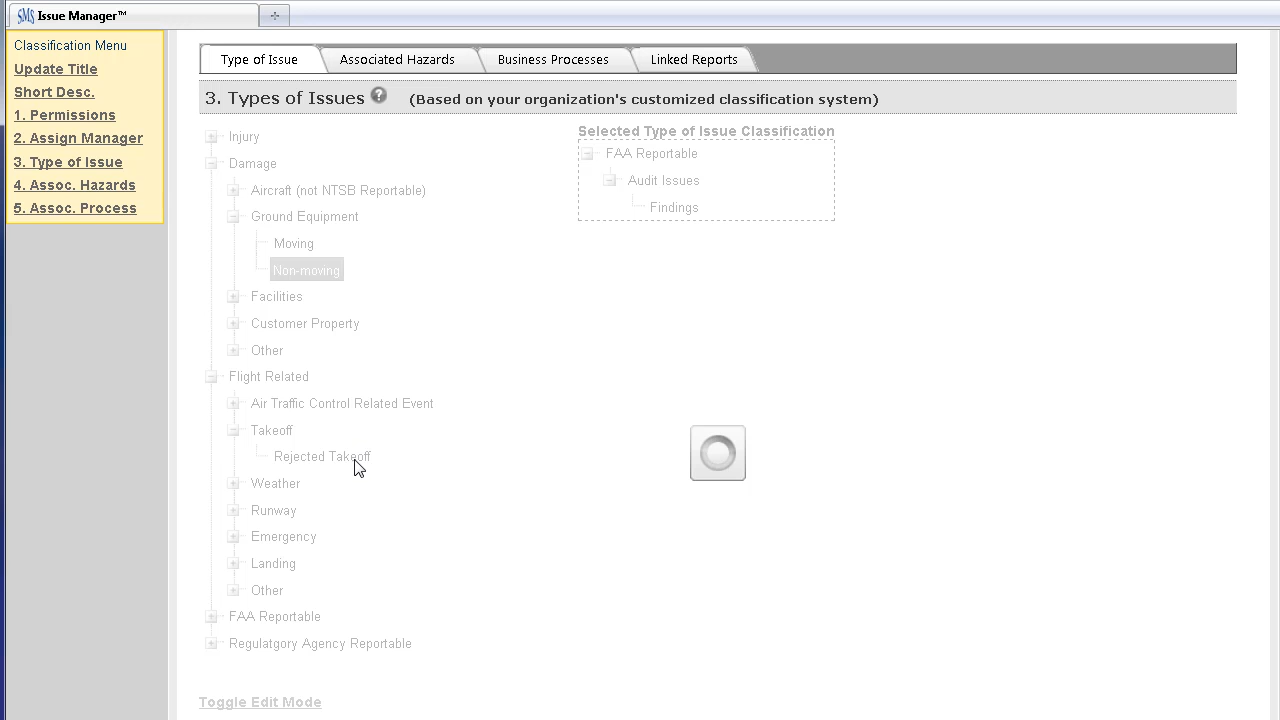 SMS Issue Manager™
Classification Menu
Update Title
Short Desc.
1. Permissions
2. Assign Manager
3. Type of Issue
4. Assoc. Hazards
5. Assoc. Process
Type of Issue
Associated Hazards
Business Processes
Linked Reports
3. Types of Issues ? (Based on your organization's customized classification system)
Injury
Damage
Aircraft (not NTSB Reportable)
Ground Equipment
Moving
Non-moving
Facilities
Customer Property
Other
Flight Related
Air Traffic Control Related Event
Takeoff
Rejected Takeoff
Weather
Runway
Emergency
Landing
Other
FAA Reportable
Regulatgory Agency Reportable
Selected Type of Issue Classification
FAA Reportable
Audit Issues
Findings
Toggle Edit Mode